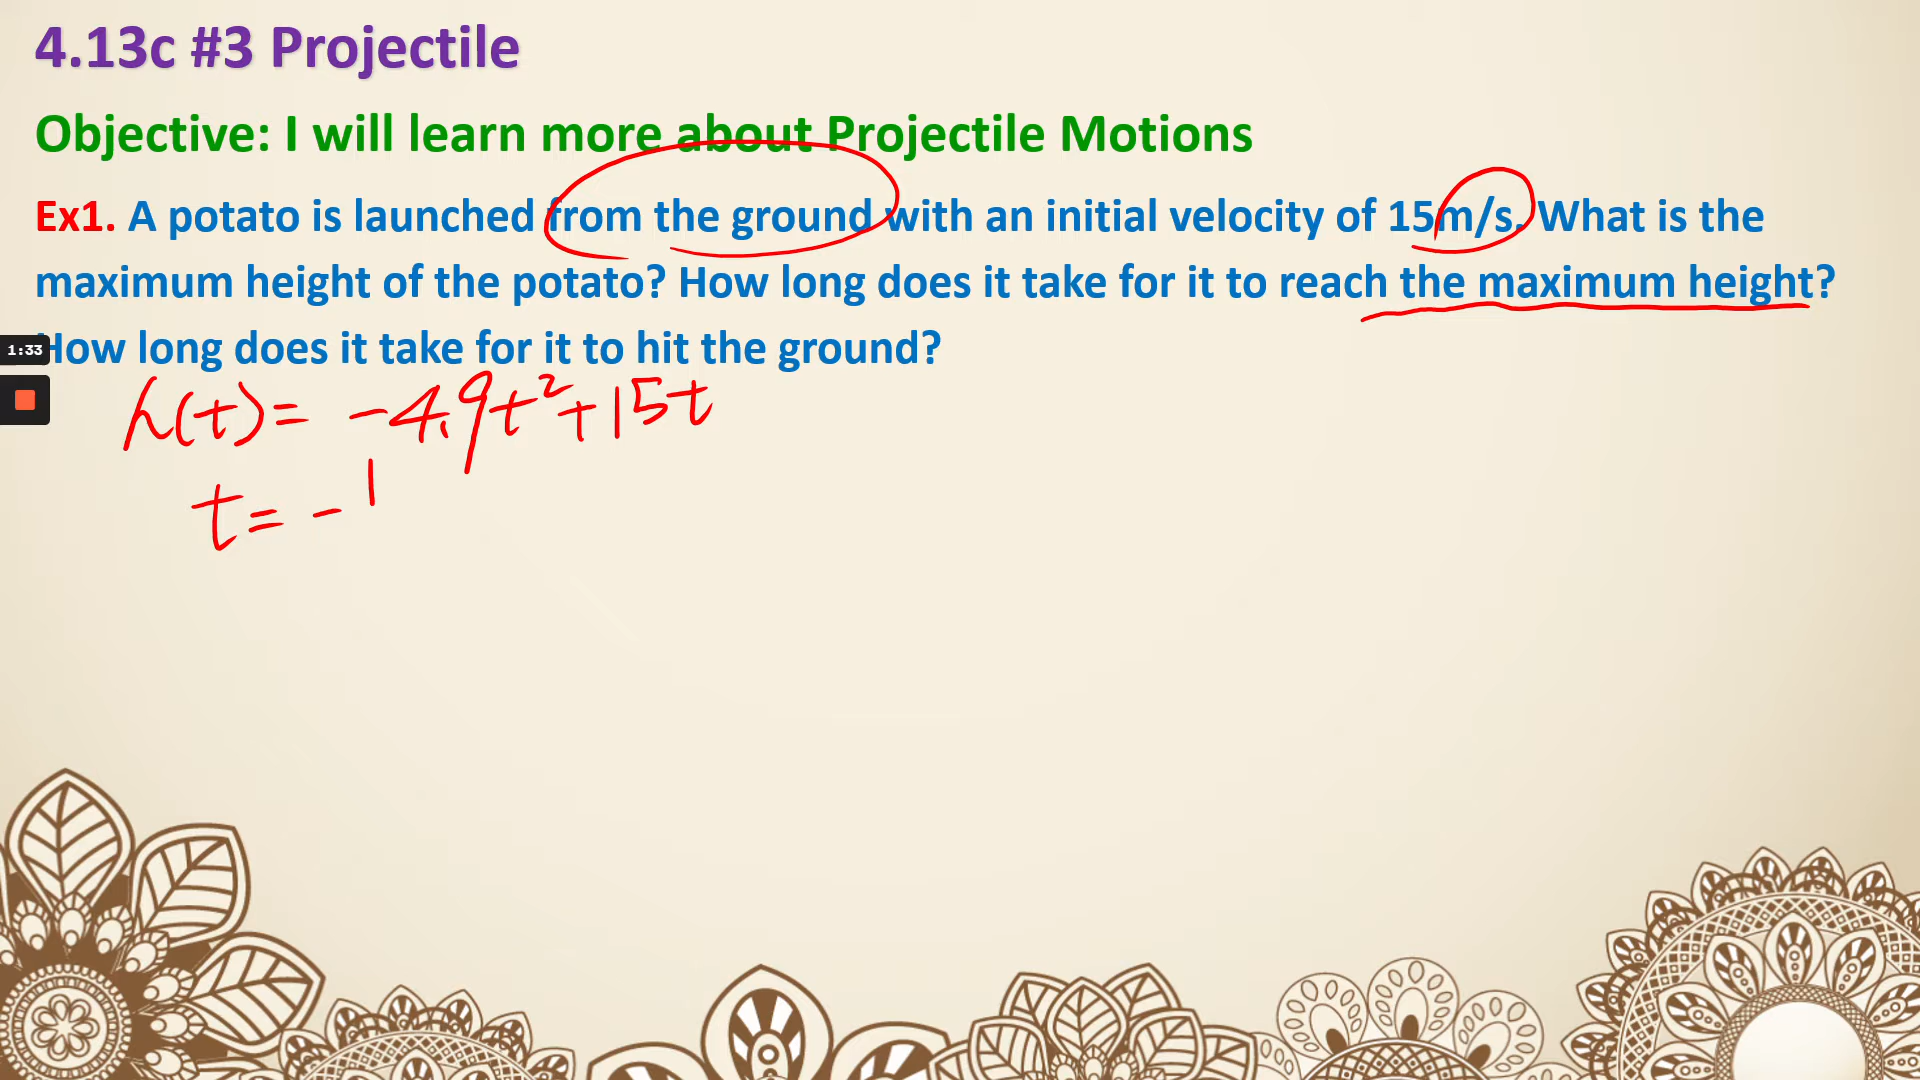 4.13c #3 Projectile
Objective: I will learn more about Projectile Motions
Ex1. A potato is launched from the ground with an initial velocity of 15m/s. What is the
maximum height of the potato? How long does it take for it to reach the maximum height?
How long does it take for it to hit the ground?
1:33
h(t) = -4.9t² + 15t
t = - 1